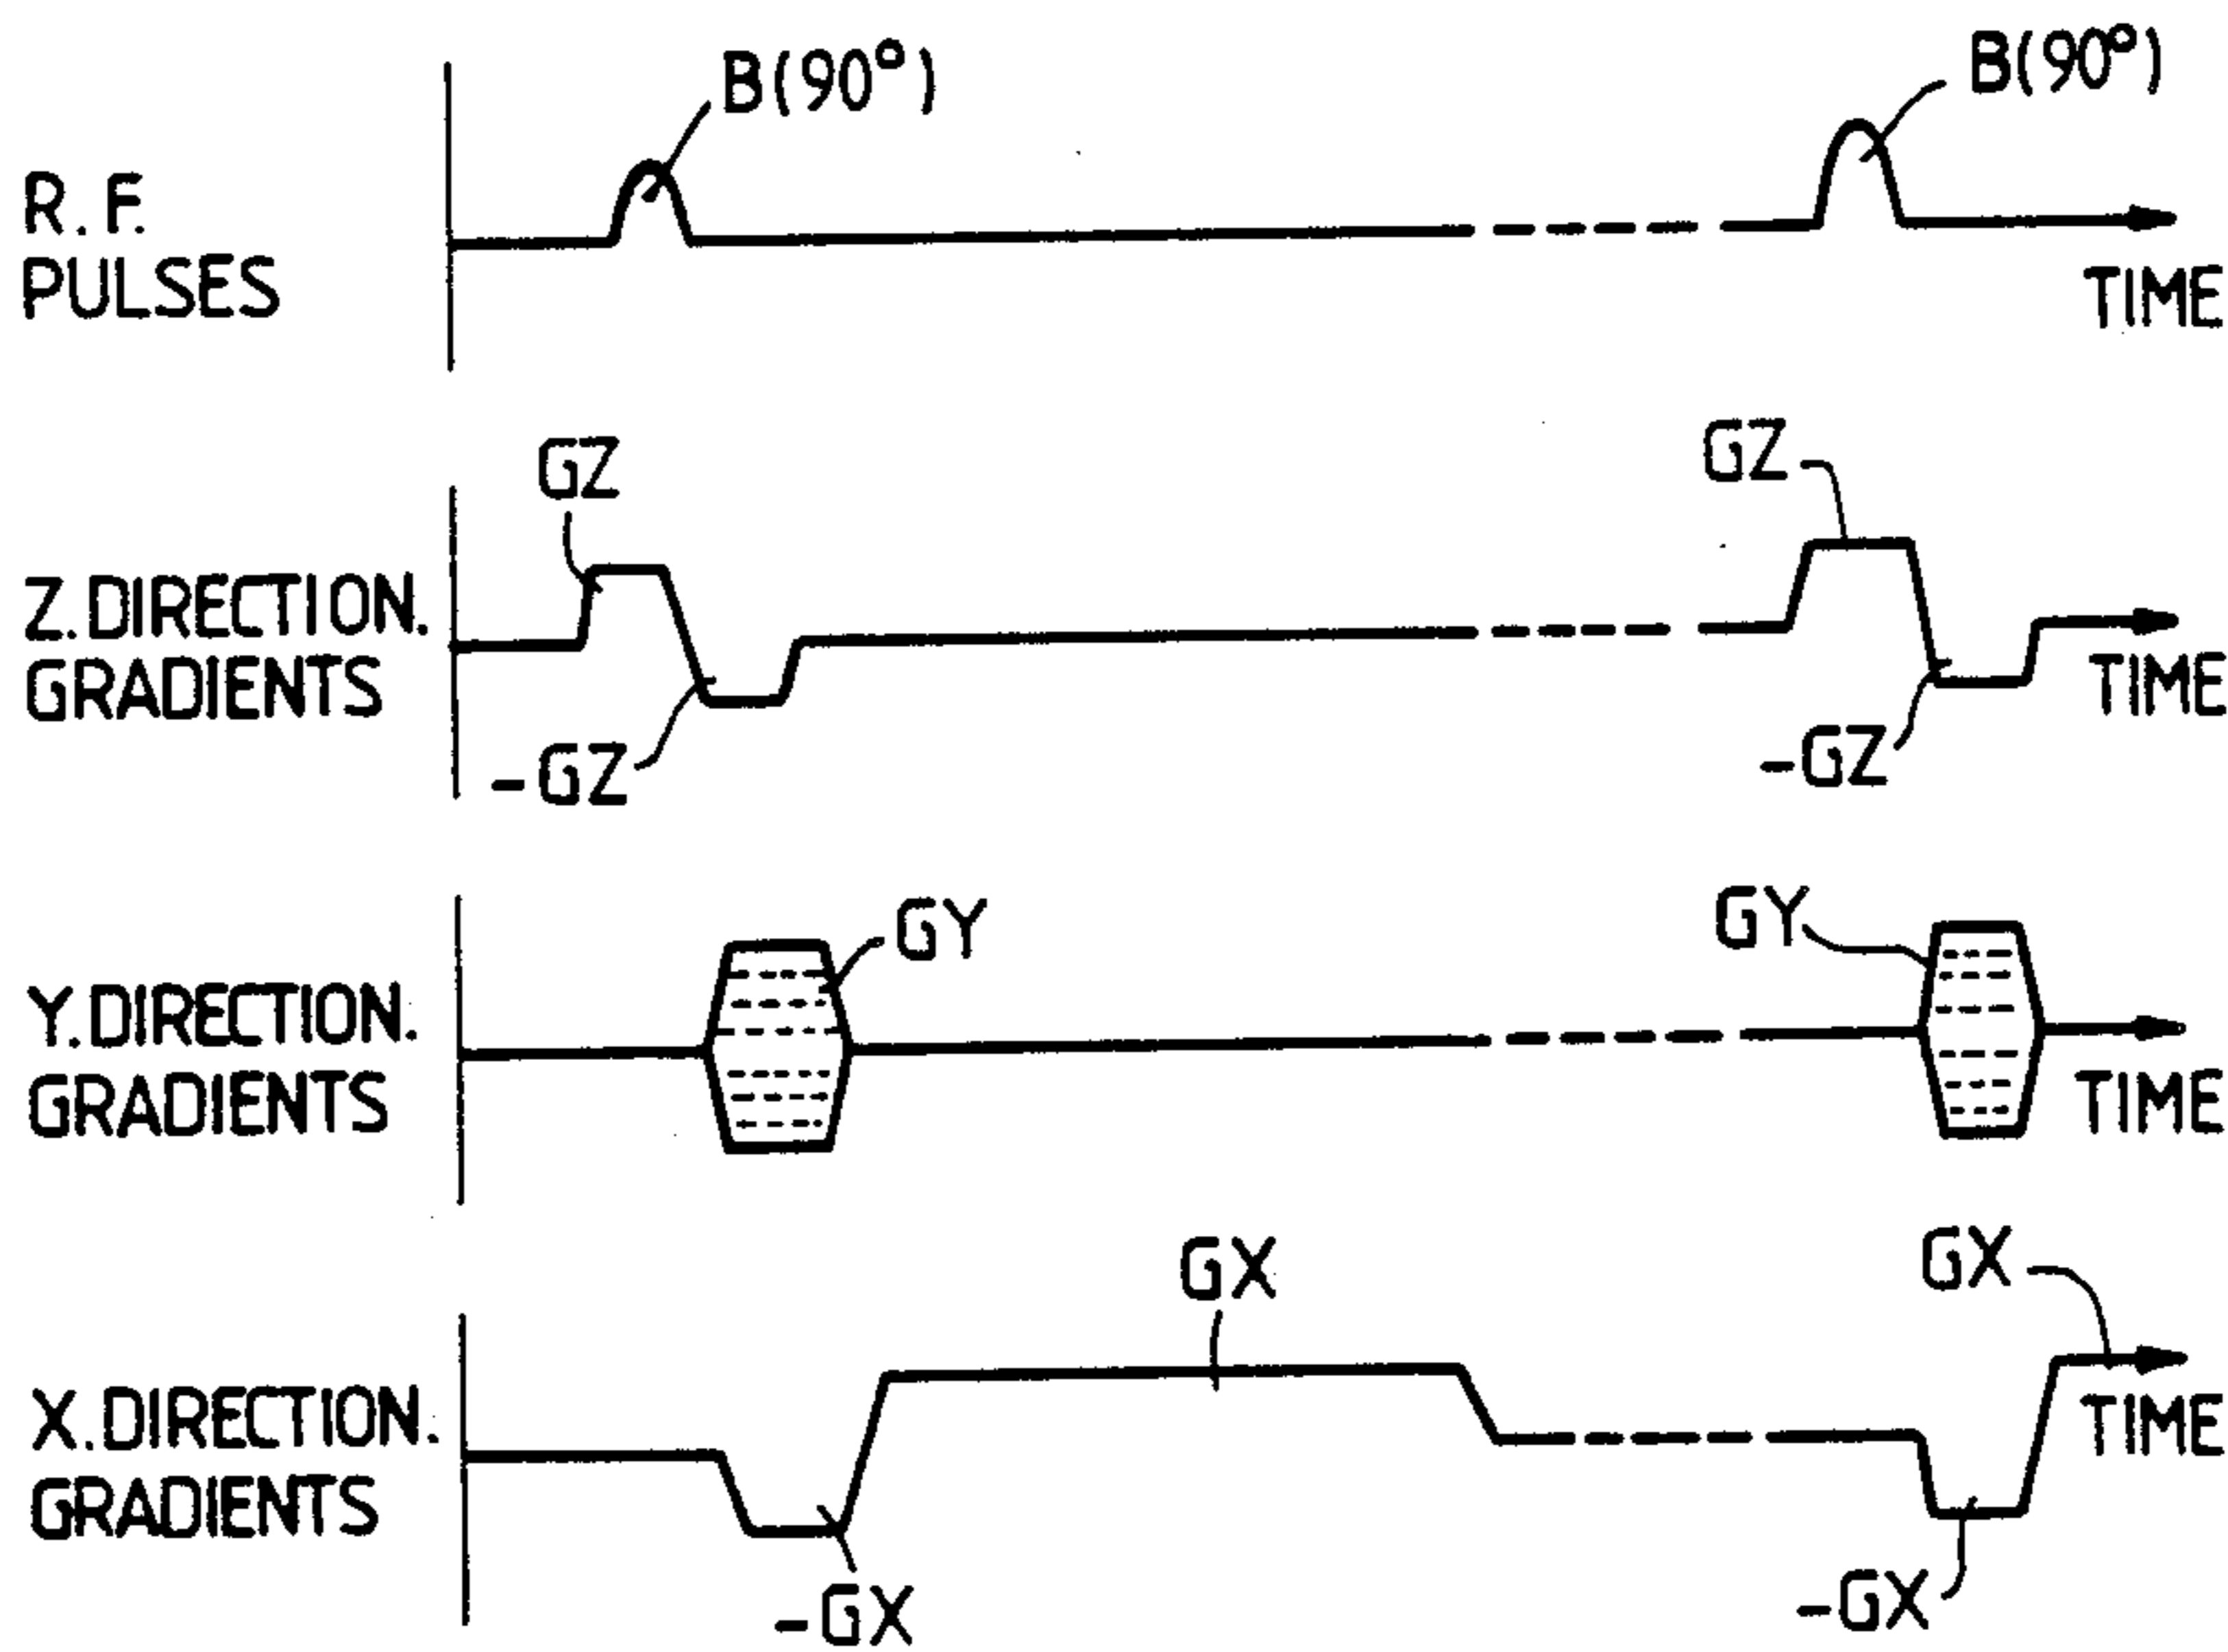 B(90°)
B(90°)
R.F.
PULSES
TIME
GZ
GZ
Z.DIRECTION.
GRADIENTS
TIME
-GZ
-GZ
GY
GY
Y.DIRECTION.
GRADIENTS
TIME
GX
GX
X.DIRECTION.
GRADIENTS
TIME
-GX
-GX